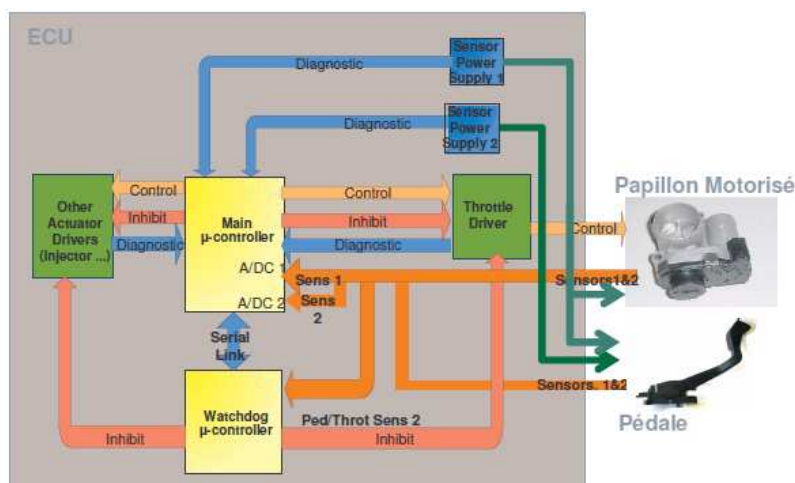 ECU
Sensor
Power
Supply 1
Diagnostic
Sensor
Power
Supply 2
Diagnostic
Papillon Motorisé
Other
Actuator
Drivers
(Injector ...)
Control
Inhibit
Diagnostic
Main
µ-controller
A/DC 1
A/DC 2
Control
Inhibit
Diagnostic
Throttle
Driver
Control
Sens 1
Sens
2
Sensors1&2
Serial
Link
Sensors. 1&2
Watchdog
µ-controller
Ped/Throt Sens 2
Inhibit
Inhibit
Pédale